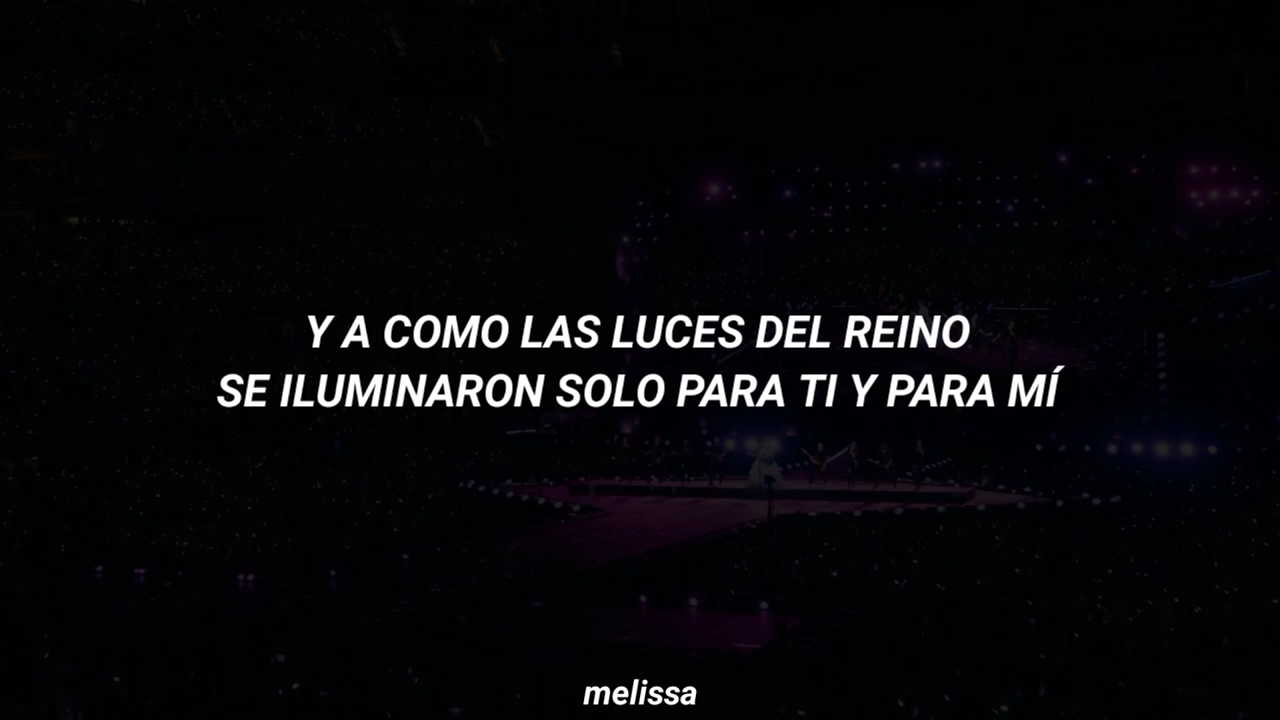 Y A COMO LAS LUCES DEL REINO
SE ILUMINARON SOLO PARA TI Y PARA MÍ
melissa